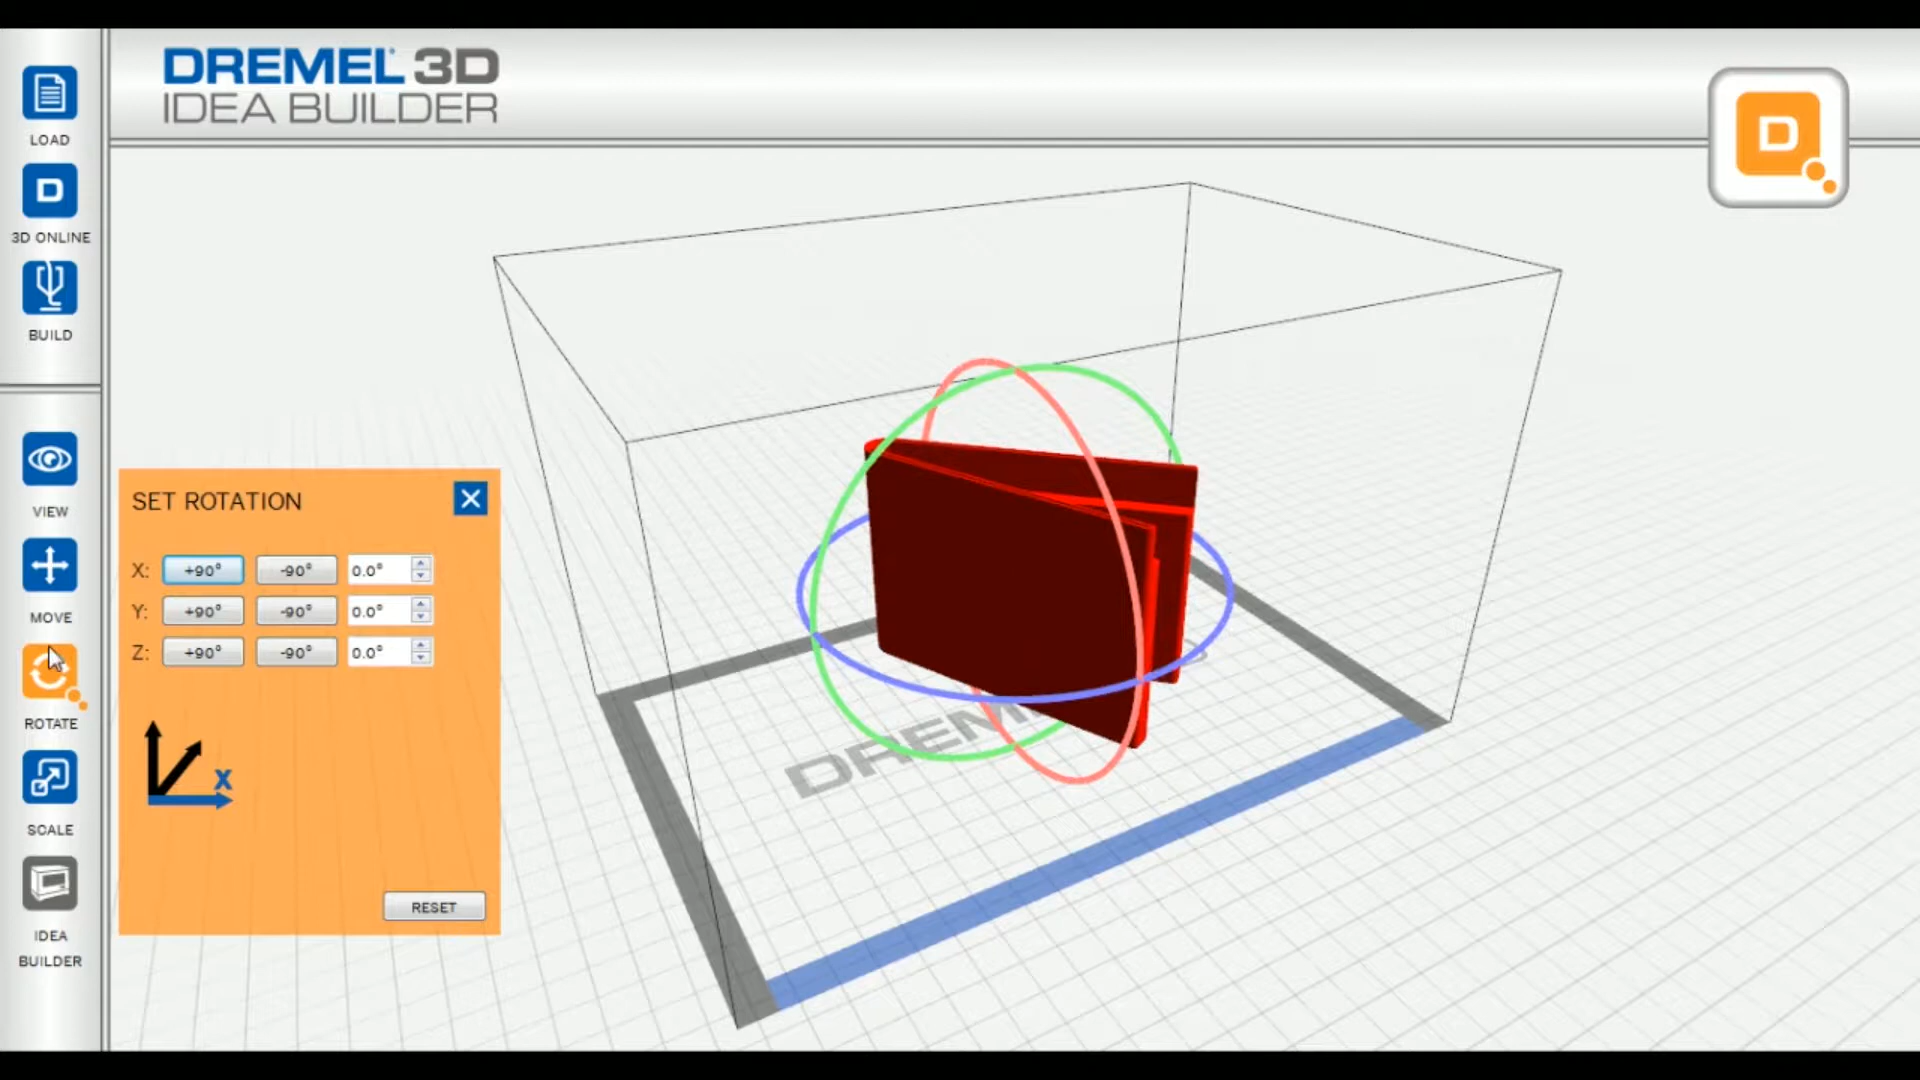 DREMEL 3D
IDEA BUILDER
D
LOAD
D
3D ONLINE
BUILD
VIEW
MOVE
ROTATE
SCALE
IDEA
BUILDER
SET ROTATION
X: +90° -90° 0.0°
Y: +90° -90° 0.0°
Z: +90° -90° 0.0°
X
RESET